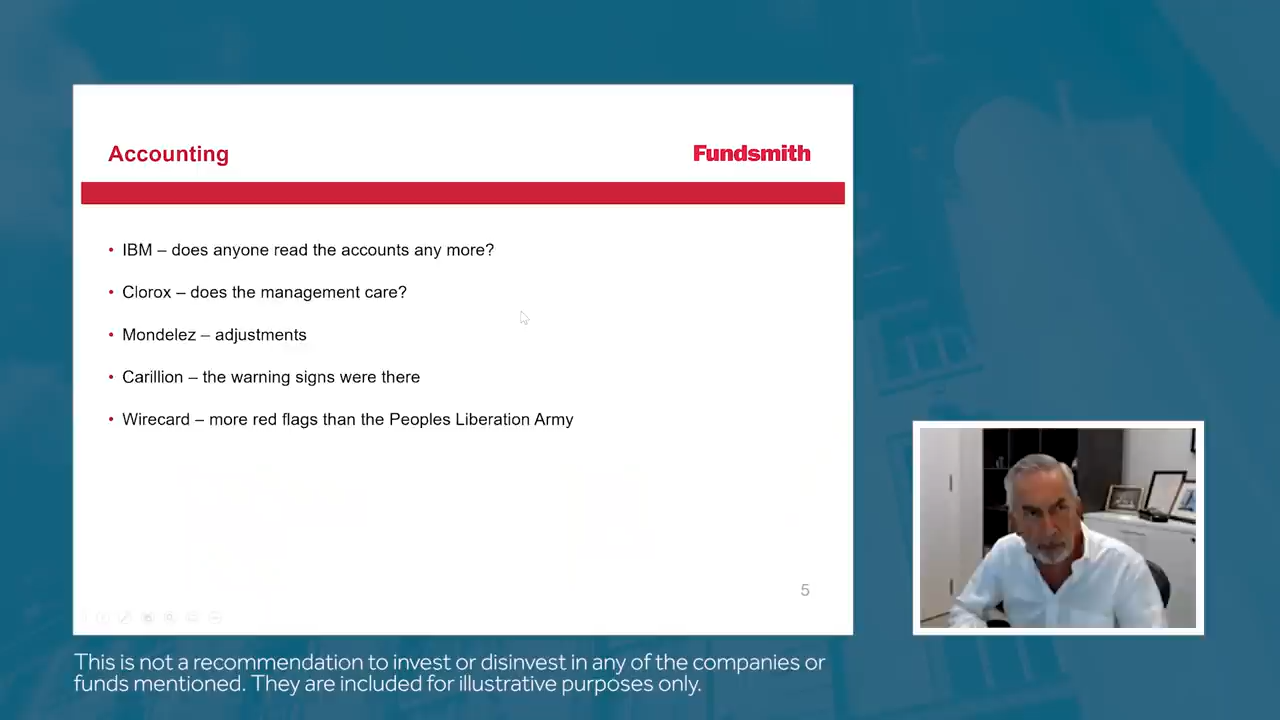 Accounting
Fundsmith
• IBM – does anyone read the accounts any more?
• Clorox – does the management care?
• Mondelez – adjustments
• Carillion – the warning signs were there
• Wirecard – more red flags than the Peoples Liberation Army
5
This is not a recommendation to invest or disinvest in any of the companies or
funds mentioned. They are included for illustrative purposes only.